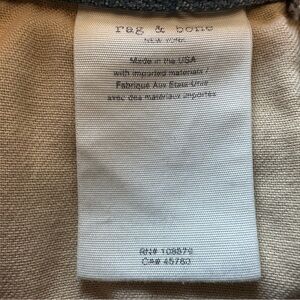 rag & bone
NEW YORK
Made in the USA
with imported materials /
Fabriqué Aux Etats-Unis
avec des matériaux importés
RN# 108579
CA# 45763